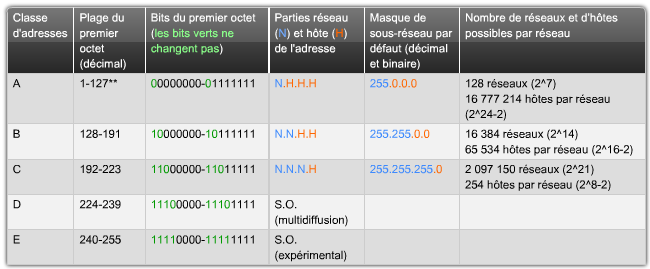 Classe d'adresses
Plage du premier octet (décimal)
Bits du premier octet (les bits verts ne changent pas)
Parties réseau (N) et hôte (H) de l'adresse
Masque de sous-réseau par défaut (décimal et binaire)
Nombre de réseaux et d'hôtes possibles par réseau
A
1-127**
00000000-01111111
N.H.H.H
255.0.0.0
128 réseaux (2^7)
16 777 214 hôtes par réseau
(2^24-2)
B
128-191
10000000-10111111
N.N.H.H
255.255.0.0
16 384 réseaux (2^14)
65 534 hôtes par réseau (2^16-2)
C
192-223
11000000-11011111
N.N.N.H
255.255.255.0
2 097 150 réseaux (2^21)
254 hôtes par réseau (2^8-2)
D
224-239
11100000-11101111
S.O.
(multidiffusion)
E
240-255
11110000-11111111
S.O.
(expérimental)